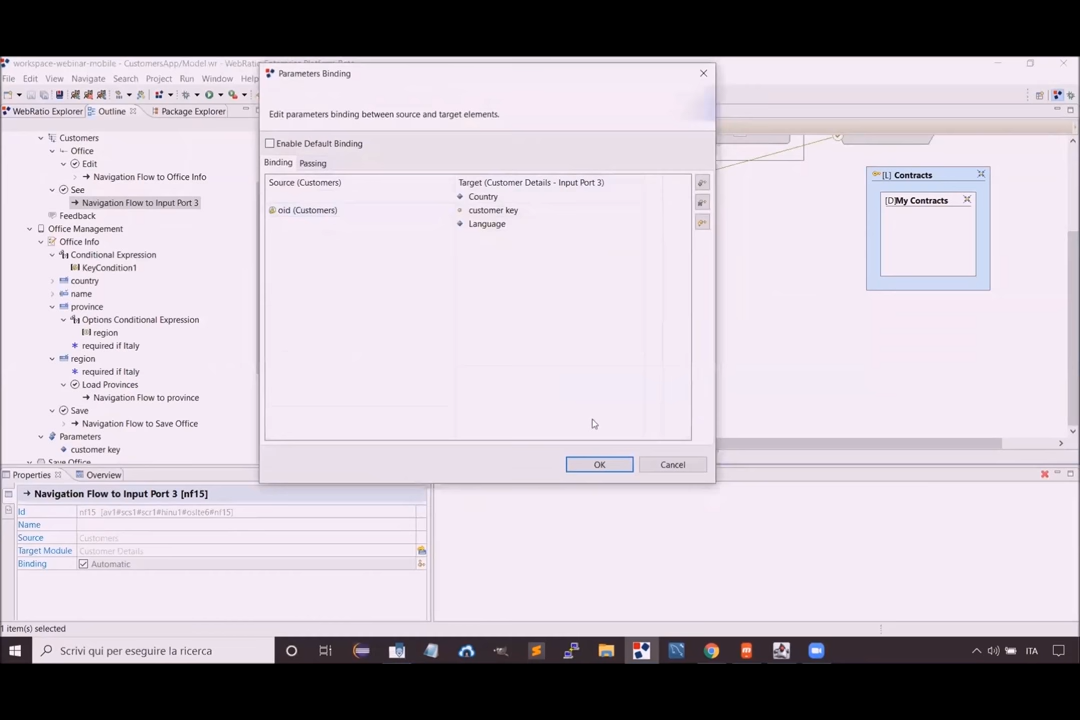 workspace-webinar-mobile - CustomersApp/Model.wr - WebRatio Enterprise Platform Beta
File Edit View Navigate Search Project Run Window Help
WebRatio Explorer Outline Package Explorer
Customers
Office
Edit
Navigation Flow to Office Info
See
Navigation Flow to Input Port 3
Feedback
Office Management
Office Info
Conditional Expression
KeyCondition1
country
name
province
Options Conditional Expression
region
required if Italy
region
required if Italy
Load Provinces
Navigation Flow to province
Save
Navigation Flow to Save Office
Parameters
customer key
Save Office
Parameters Binding
Edit parameters binding between source and target elements.
Enable Default Binding
Binding Passing
Source (Customers) Target (Customer Details - Input Port 3)
Country
oid (Customers) customer key
Language
OK Cancel
[L] Contracts
[D]My Contracts
Properties Overview
Navigation Flow to Input Port 3 [nf15]
Id
Name
Source Customers
Target Module Customer Details
Binding Automatic
1 item(s) selected
Scrivi qui per eseguire la ricerca
ITA